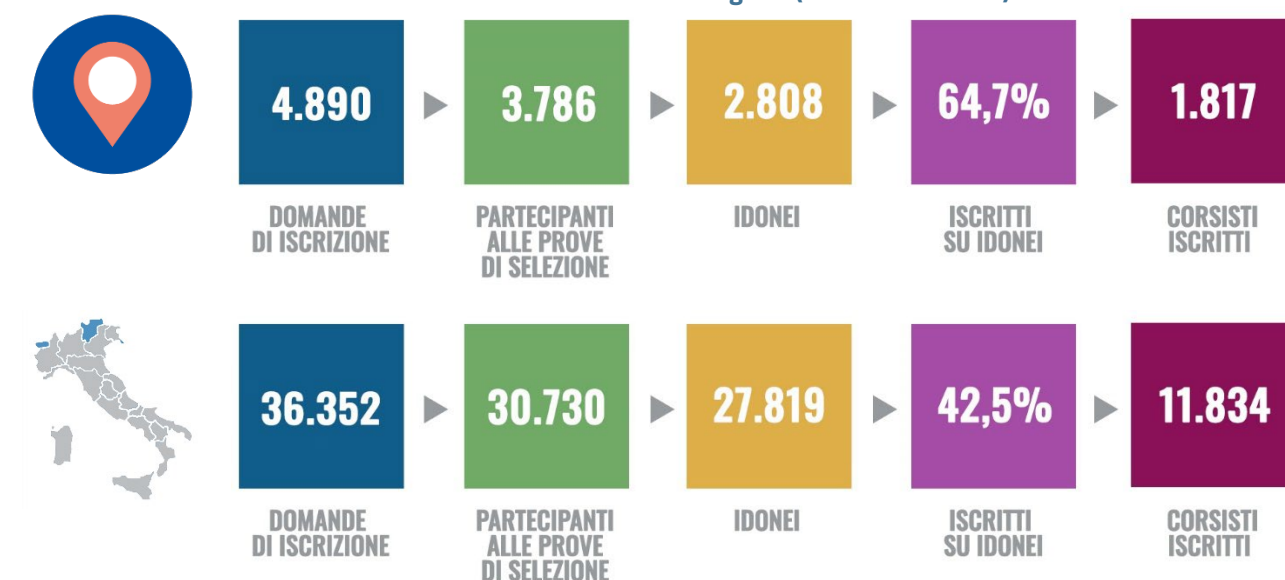 4.890
3.786
2.808
64,7%
1.817
DOMANDE
DI ISCRIZIONE
PARTECIPANTI
ALLE PROVE
DI SELEZIONE
IDONEI
ISCRITTI
SU IDONEI
CORSISTI
ISCRITTI
36.352
30.730
27.819
42,5%
11.834
DOMANDE
DI ISCRIZIONE
PARTECIPANTI
ALLE PROVE
DI SELEZIONE
IDONEI
ISCRITTI
SU IDONEI
CORSISTI
ISCRITTI